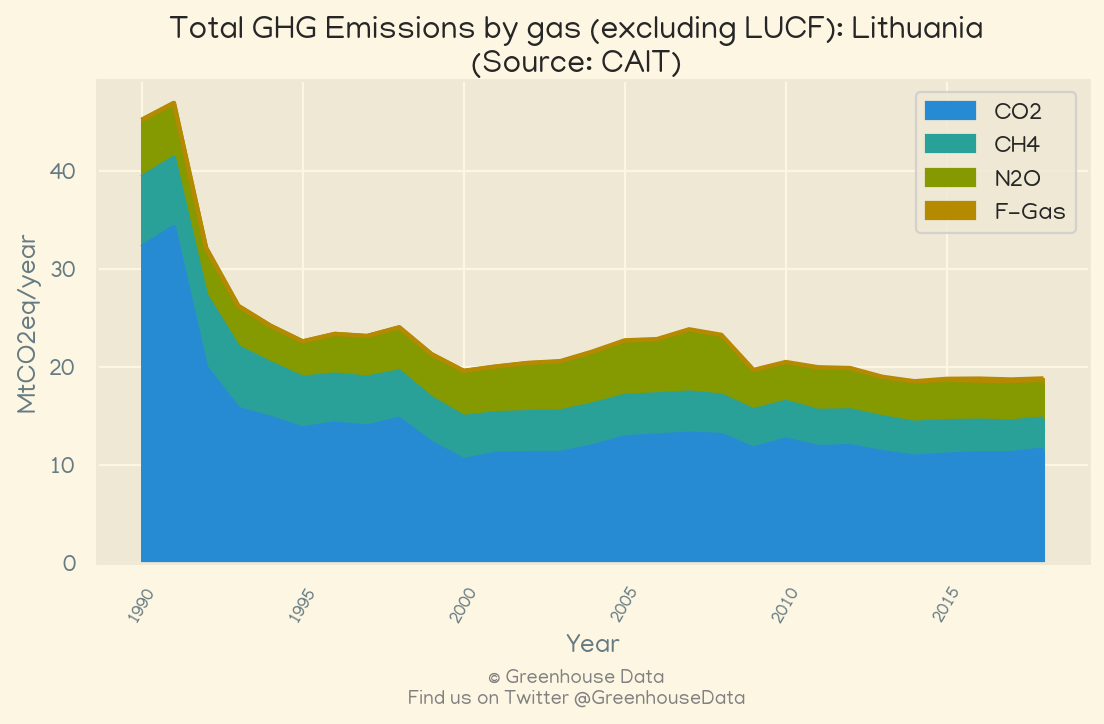 Total GHG Emissions by gas (excluding LUCF): Lithuania
(Source: CAIT)
CO2
CH4
N2O
F-Gas
MtCO2eq/year
40
30
20
10
0
1990
1995
2000
2005
2010
2015
Year
© Greenhouse Data
Find us on Twitter @GreenhouseData